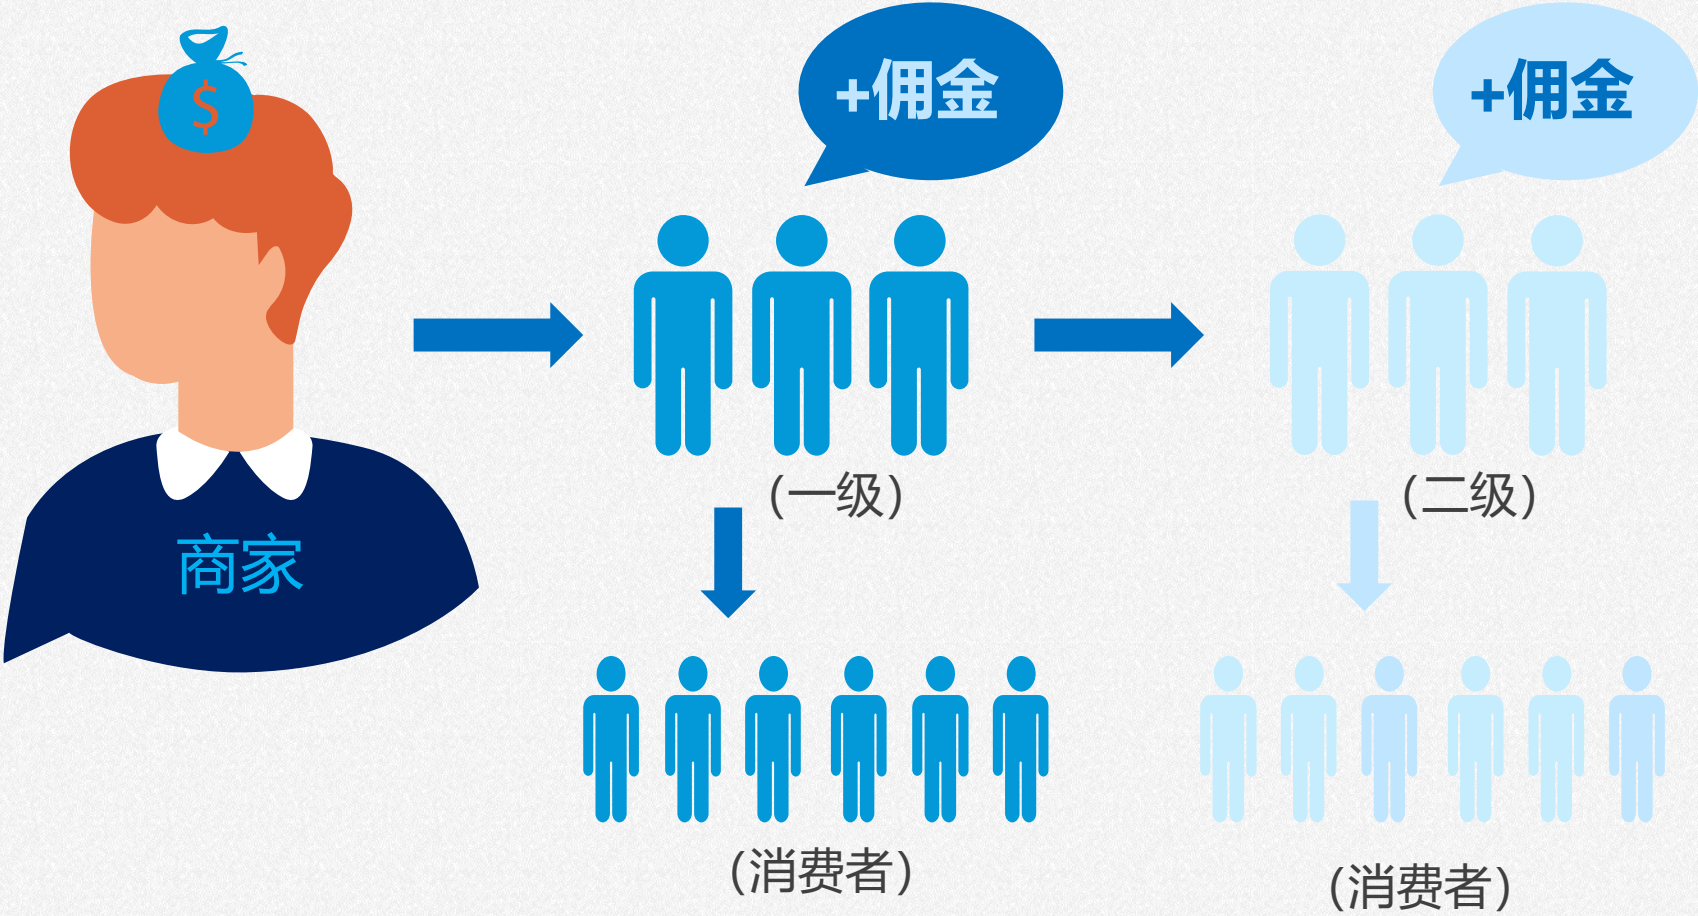 $
+佣金
+佣金
(一级)
(二级)
商家
(消费者)
(消费者)